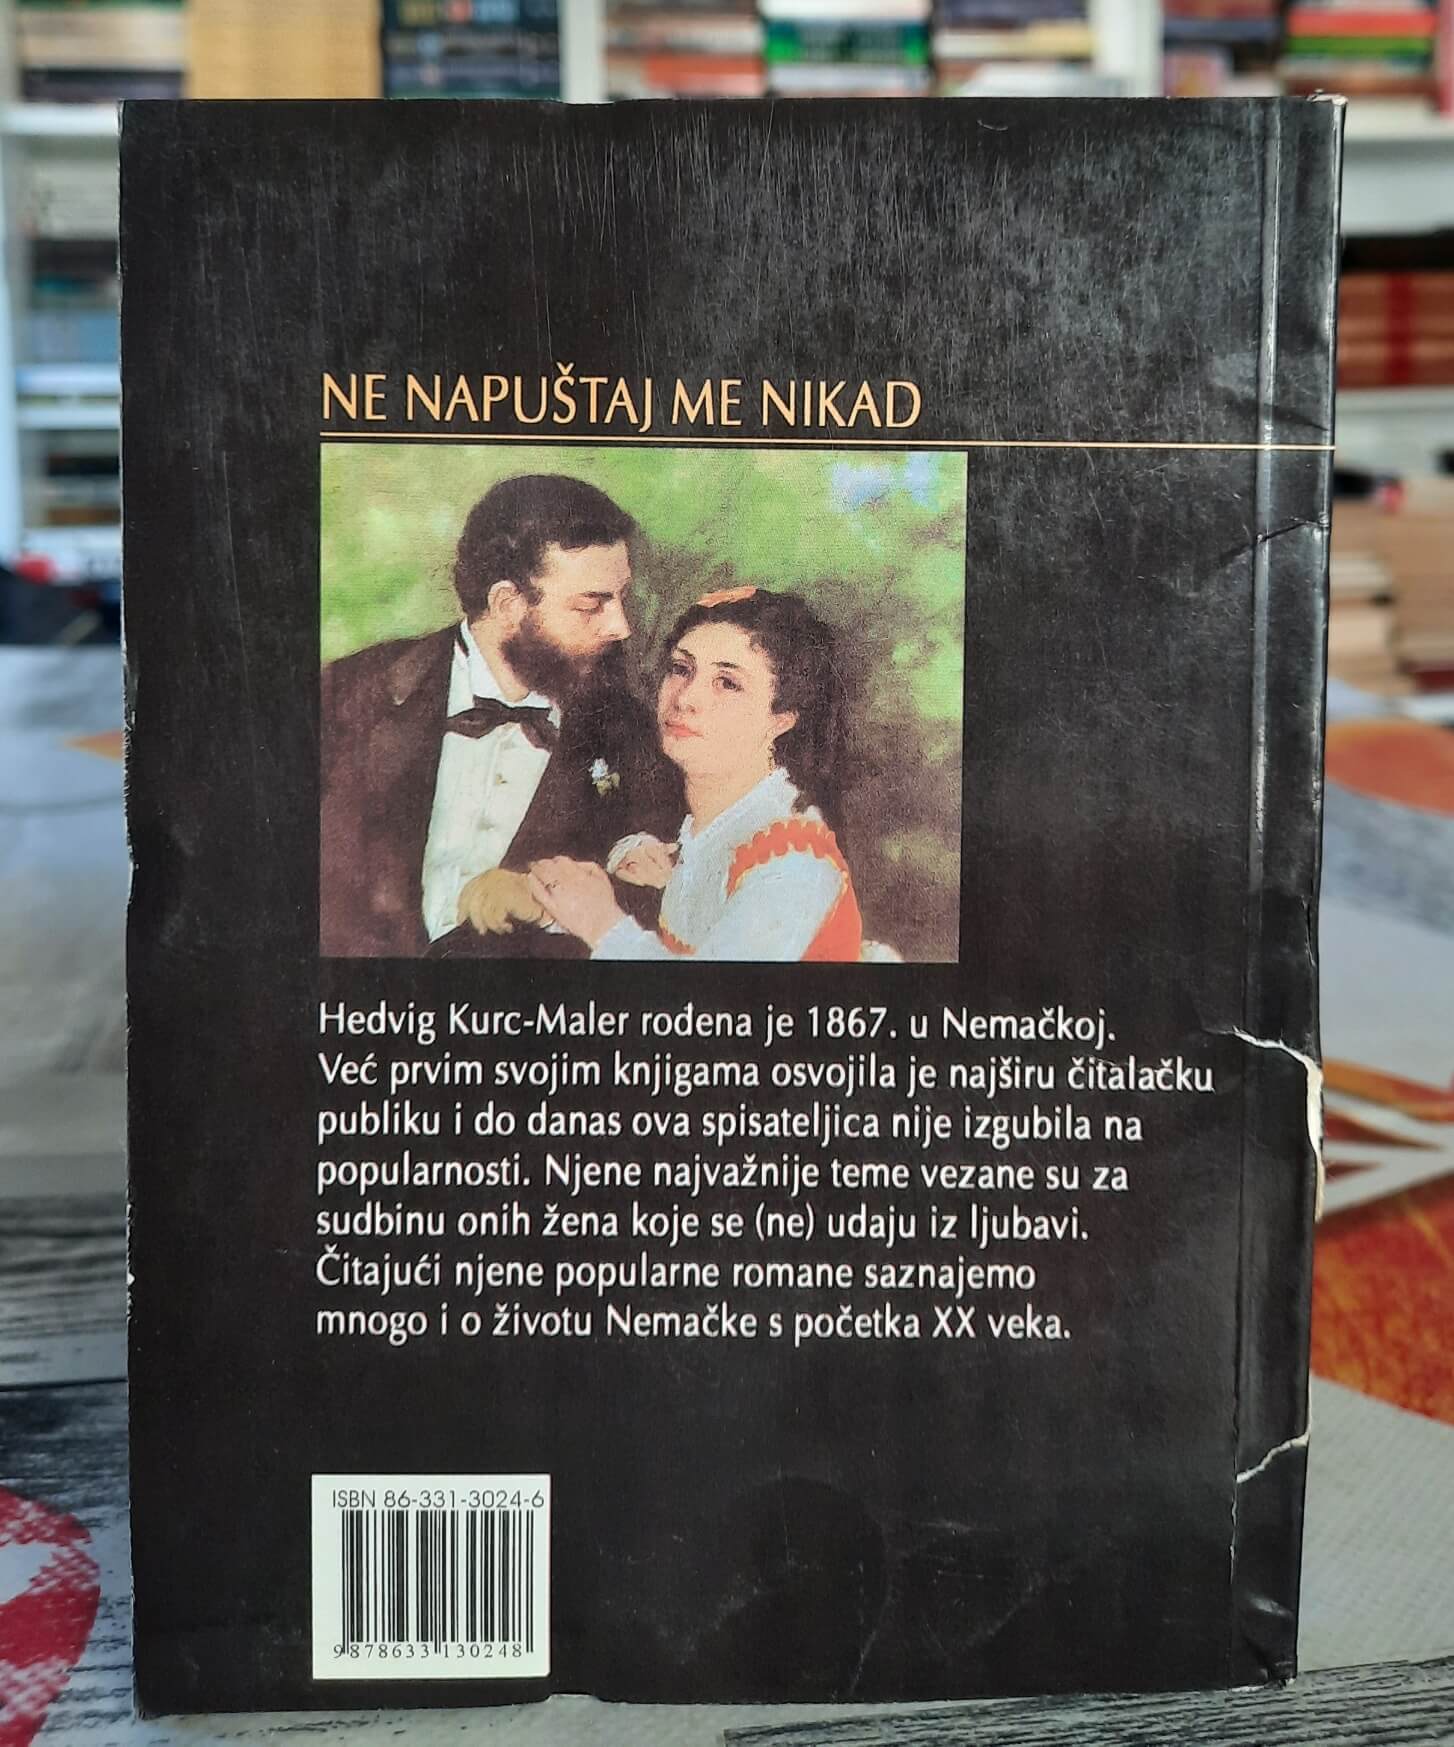 NE NAPUŠTAJ ME NIKAD
Hedvig Kurc-Maler rođena je 1867. u Nemačkoj.
Već prvim svojim knjigama osvojila je najširu čitalačku
publiku i do danas ova spisateljica nije izgubila na
popularnosti. Njene najvažnije teme vezane su za
sudbinu onih žena koje se (ne) udaju iz ljubavi.
Čitajući njene popularne romane saznajemo
mnogo i o životu Nemačke s početka XX veka.
ISBN 86-331-3024-6
9 788633 130248